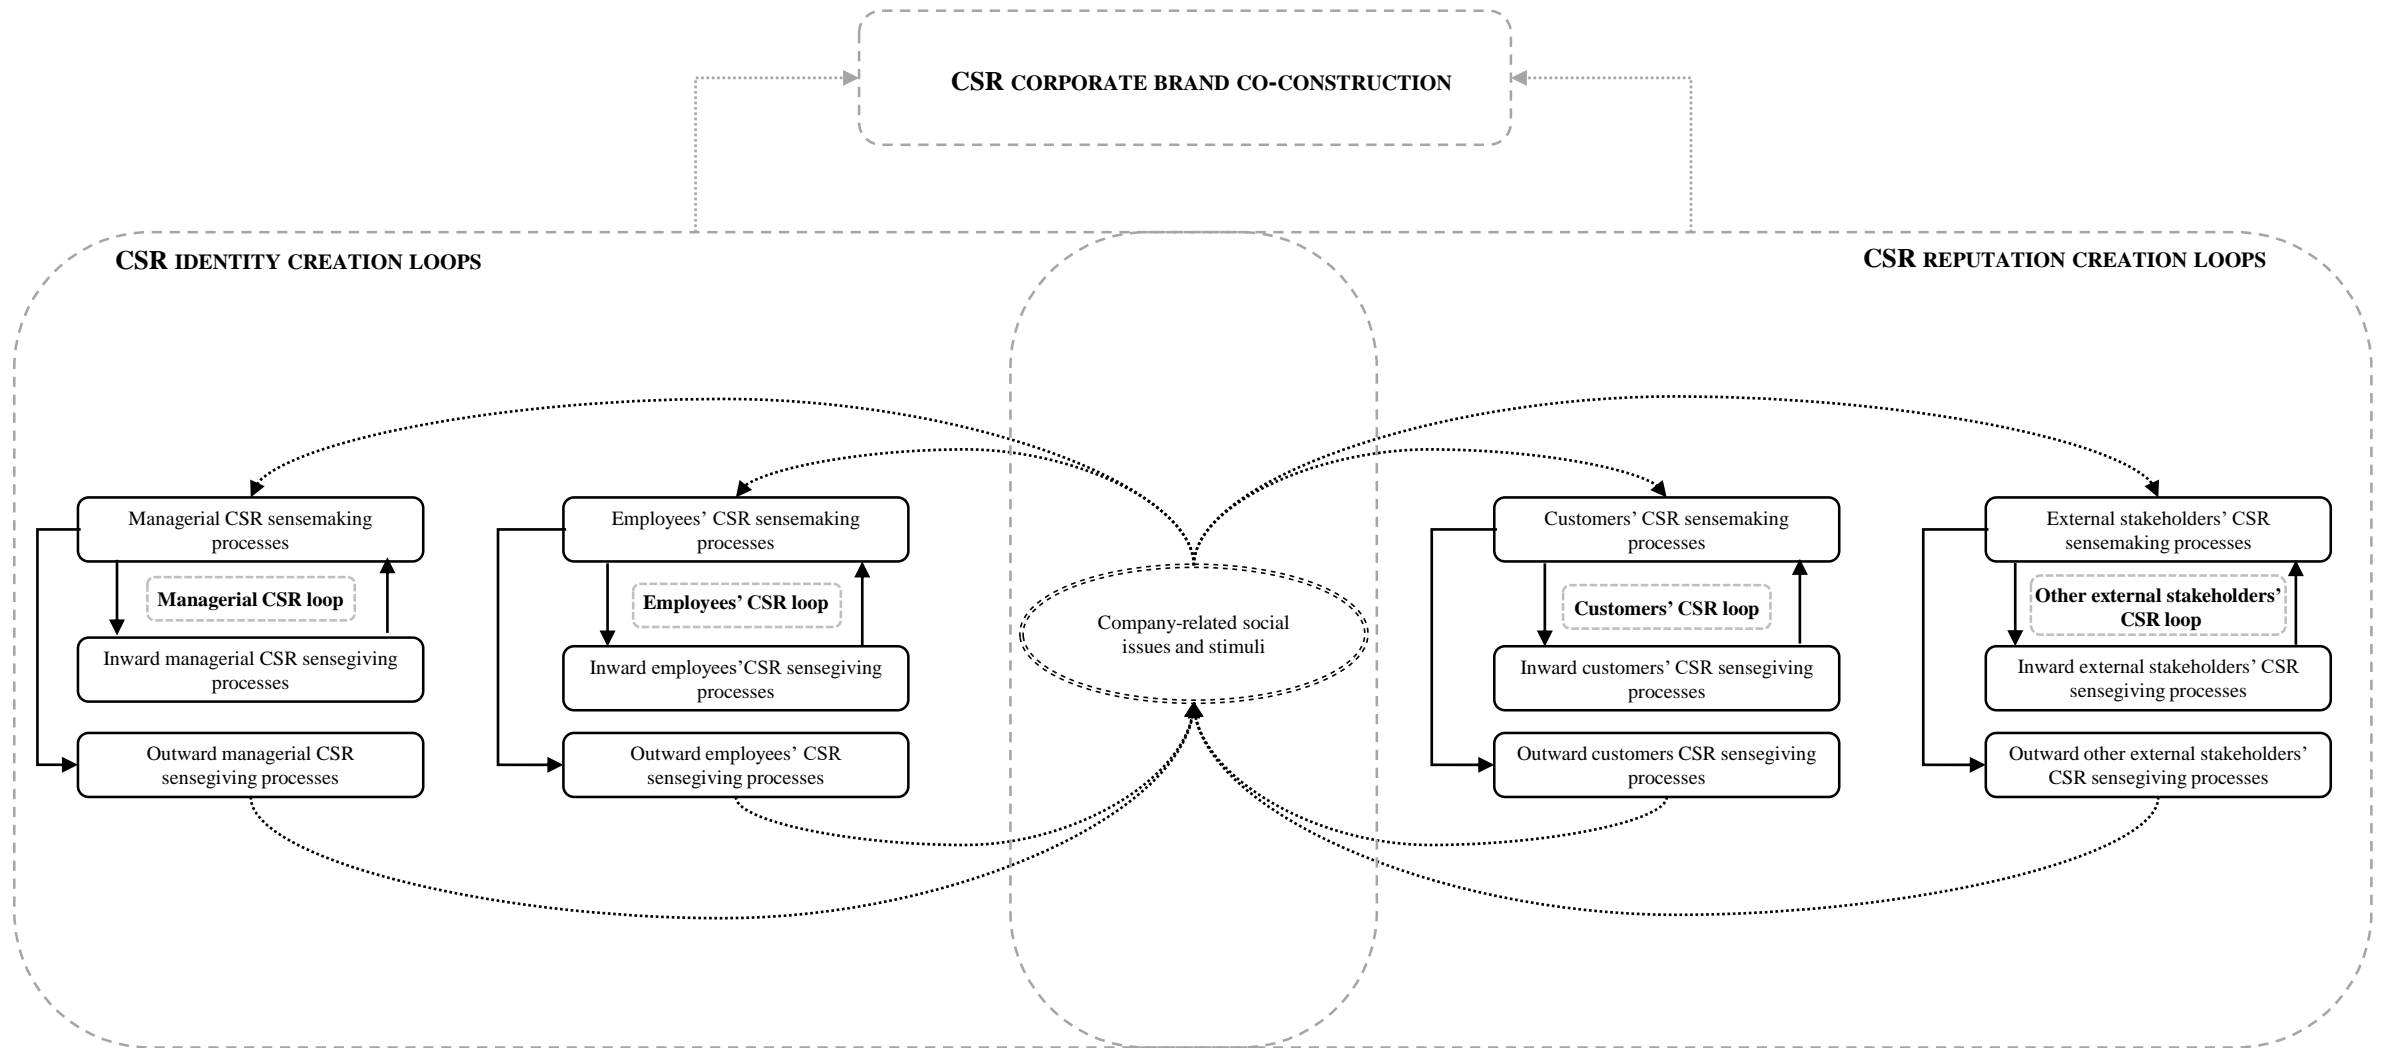 CSR CORPORATE BRAND CO-CONSTRUCTION
CSR IDENTITY CREATION LOOPS
CSR REPUTATION CREATION LOOPS
Managerial CSR sensemaking
processes
Managerial CSR loop
Inward managerial CSR sensegiving
processes
Outward managerial CSR
sensegiving processes
Employees’ CSR sensemaking
processes
Employees’ CSR loop
Inward employees’CSR sensegiving
processes
Outward employees’ CSR
sensegiving processes
Company-related social
issues and stimuli
Customers’ CSR sensemaking
processes
Customers’ CSR loop
Inward customers’ CSR sensegiving
processes
Outward customers CSR sensegiving
processes
External stakeholders’ CSR
sensemaking processes
Other external stakeholders’
CSR loop
Inward external stakeholders’ CSR
sensegiving processes
Outward other external stakeholders’
CSR sensegiving processes